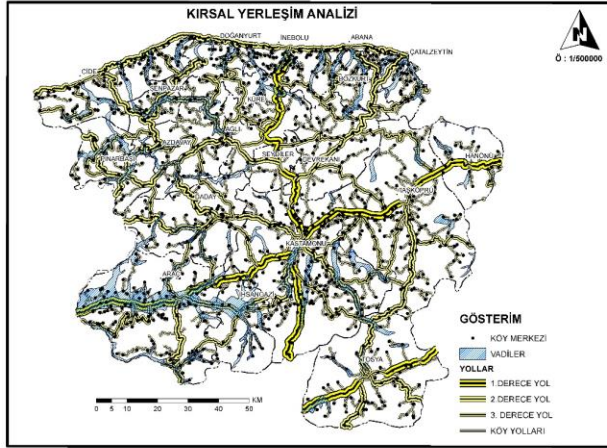 KIRSAL YERLEŞİM ANALİZİ
N
Ö : 1/500000
DOĞANYURT
İNEBOLU
ABANA
ÇATALZEYTİN
CİDE
BOZKURT
ŞENPAZAR
KÜRE
AĞLI
AZDAVAY
HANÖNÜ
PINARBAŞI
SEYDİLER
DEVREKANİ
TAŞKÖPRÜ
DADAY
KASTAMONU
ARAÇ
İHSANGAZİ
TOSYA
GÖSTERİM
KÖY MERKEZİ
VADİLER
YOLLAR
1.DERECE YOL
2.DERECE YOL
3. DERECE YOL
KÖY YOLLARI
KM
0 5 10 20 30 40 50